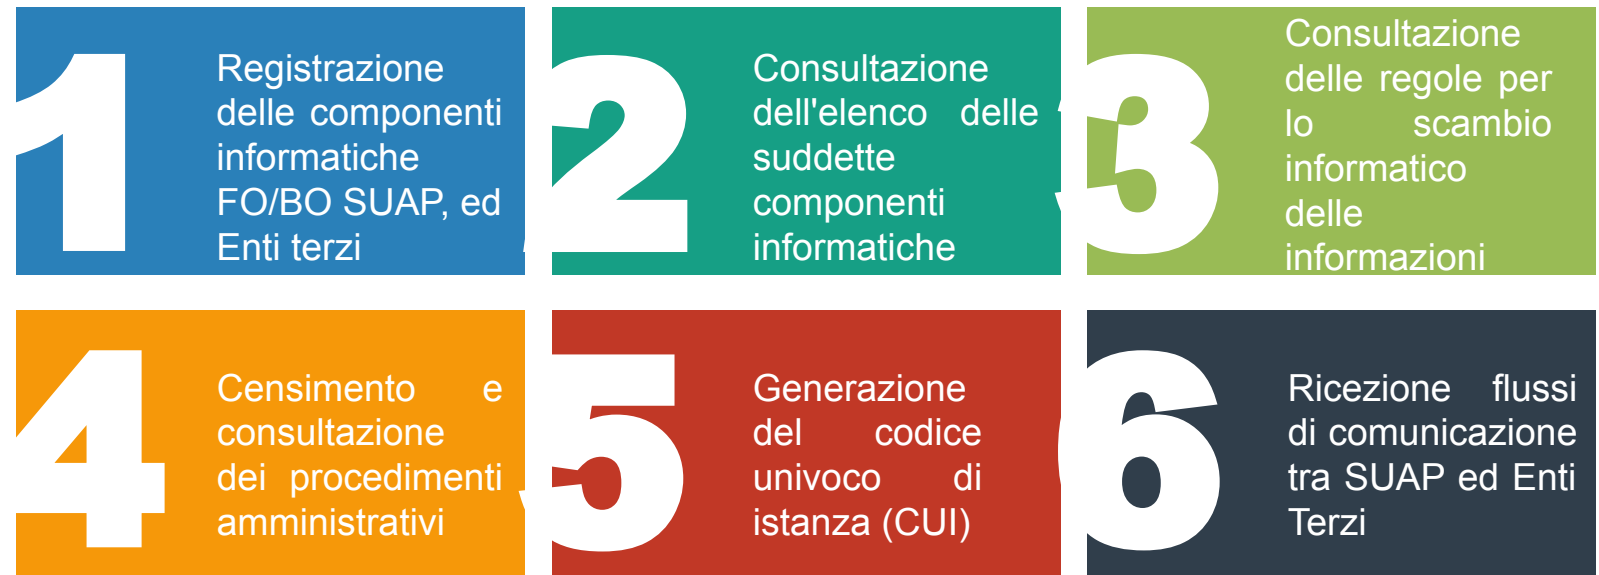 1
Registrazione
delle componenti
informatiche
FO/BO SUAP, ed
Enti terzi
2
Consultazione
dell'elenco delle
suddette
componenti
informatiche
3
Consultazione
delle regole per
lo scambio
informatico
delle
informazioni
4
Censimento e
consultazione
dei procedimenti
amministrativi
5
Generazione
del codice
univoco di
istanza (CUI)
6
Ricezione flussi
di comunicazione
tra SUAP ed Enti
Terzi